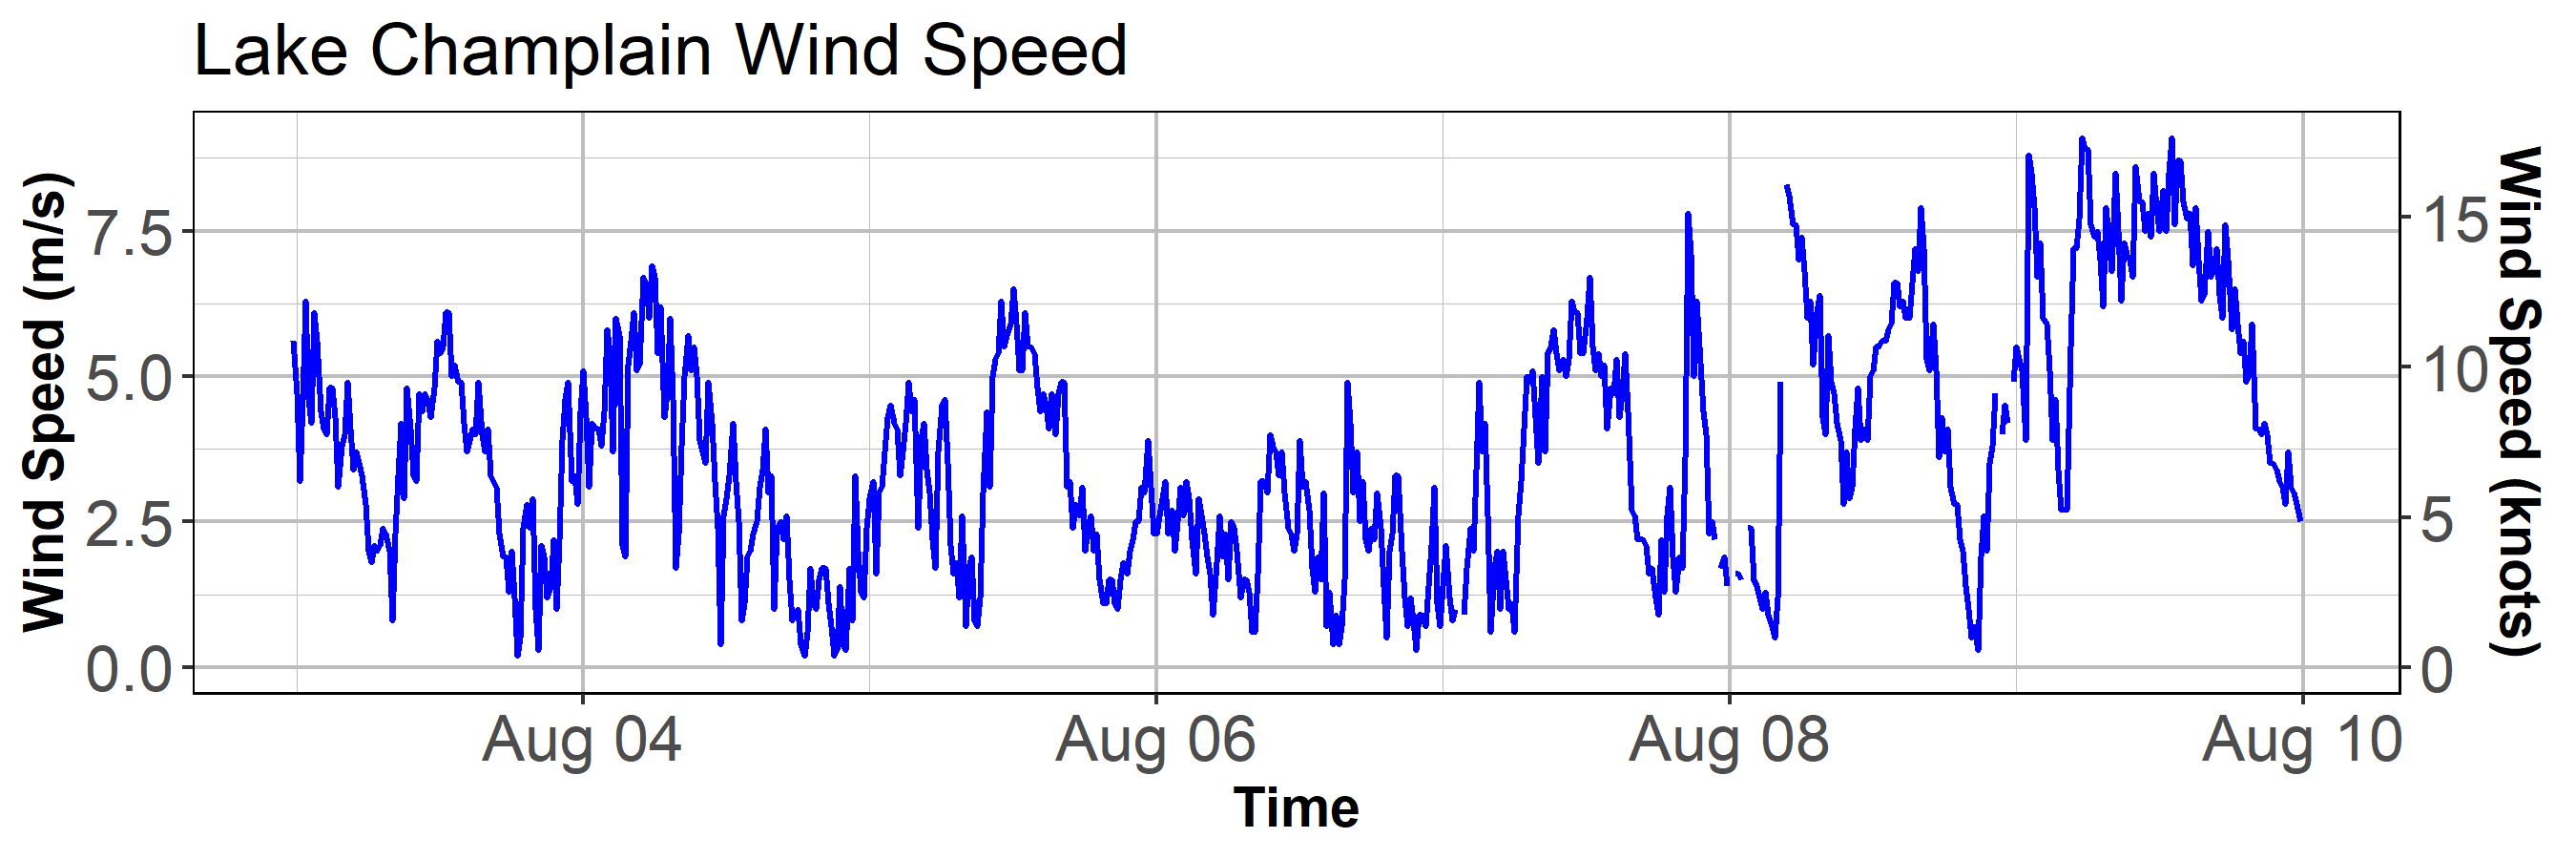 Lake Champlain Wind Speed
Wind Speed (m/s)
7.5
5.0
2.5
0.0
15
10
5
0
Wind Speed (knots)
Aug 04
Aug 06
Aug 08
Aug 10
Time